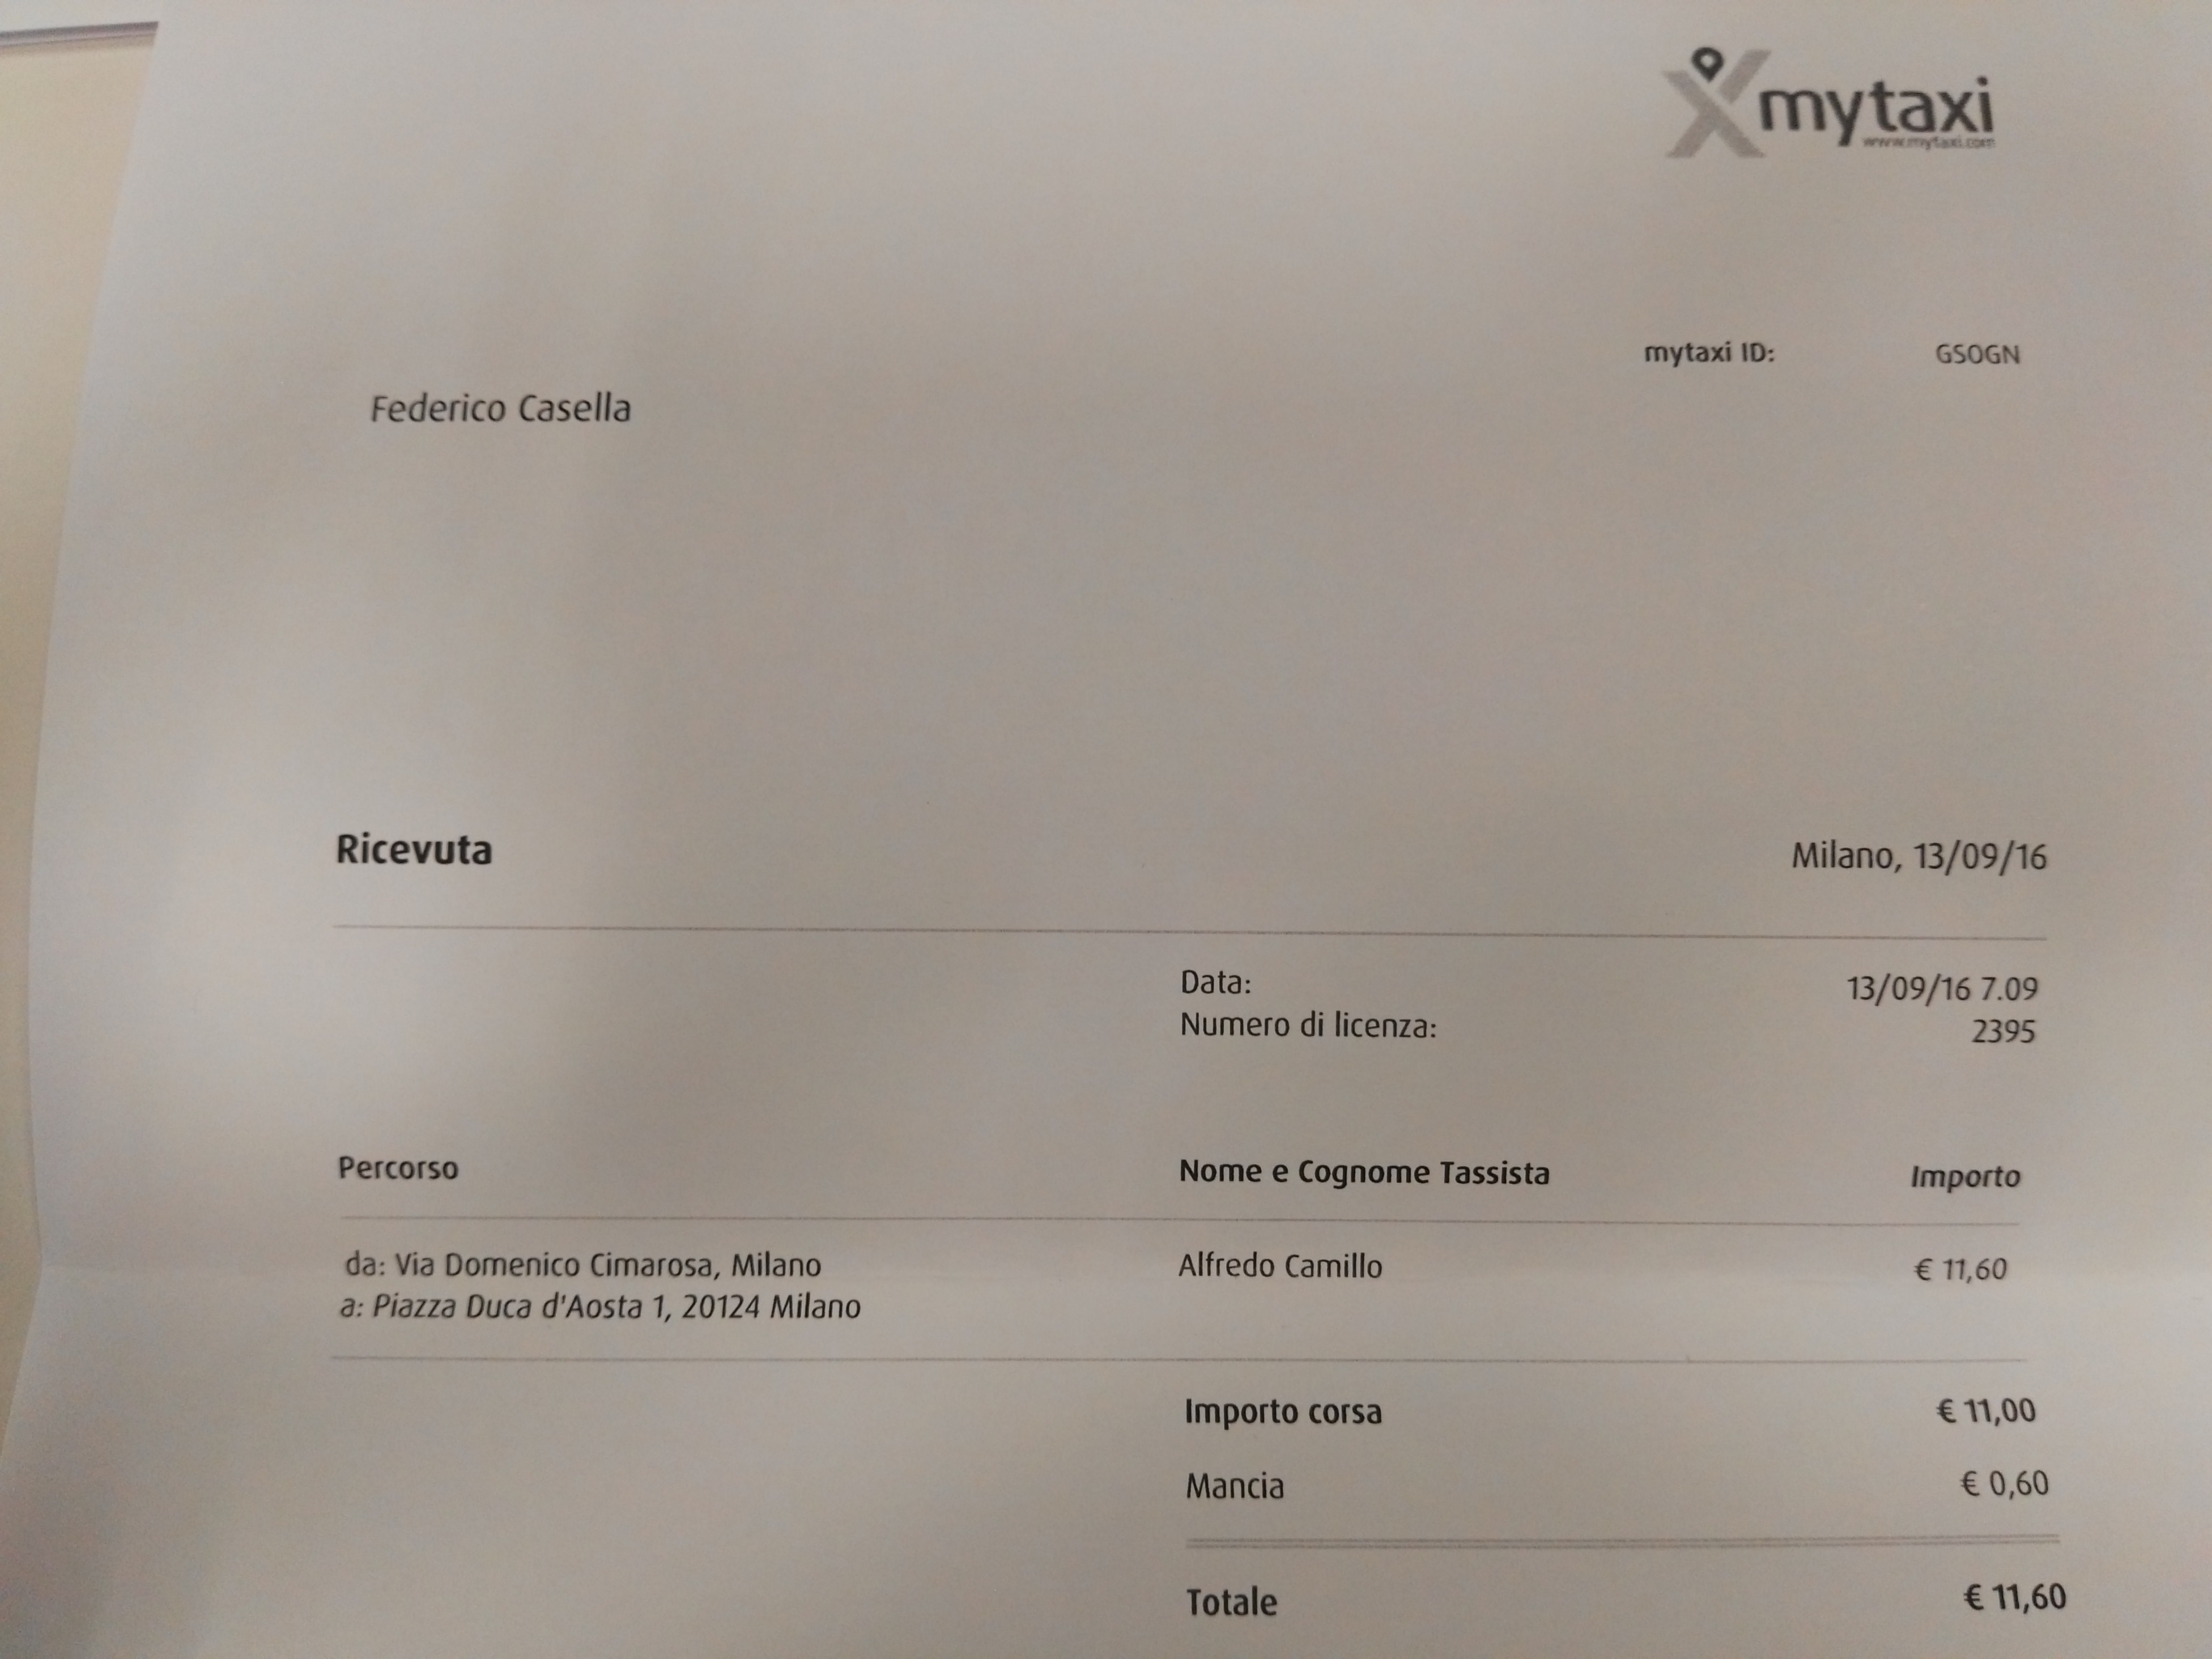 mytaxi
www.mytaxi.com
mytaxi ID: GSOGN
Federico Casella
Ricevuta Milano, 13/09/16
Data: 13/09/16 7.09
Numero di licenza: 2395
Percorso Nome e Cognome Tassista Importo
da: Via Domenico Cimarosa, Milano Alfredo Camillo € 11,60
a: Piazza Duca d'Aosta 1, 20124 Milano
Importo corsa € 11,00
Mancia € 0,60
Totale € 11,60